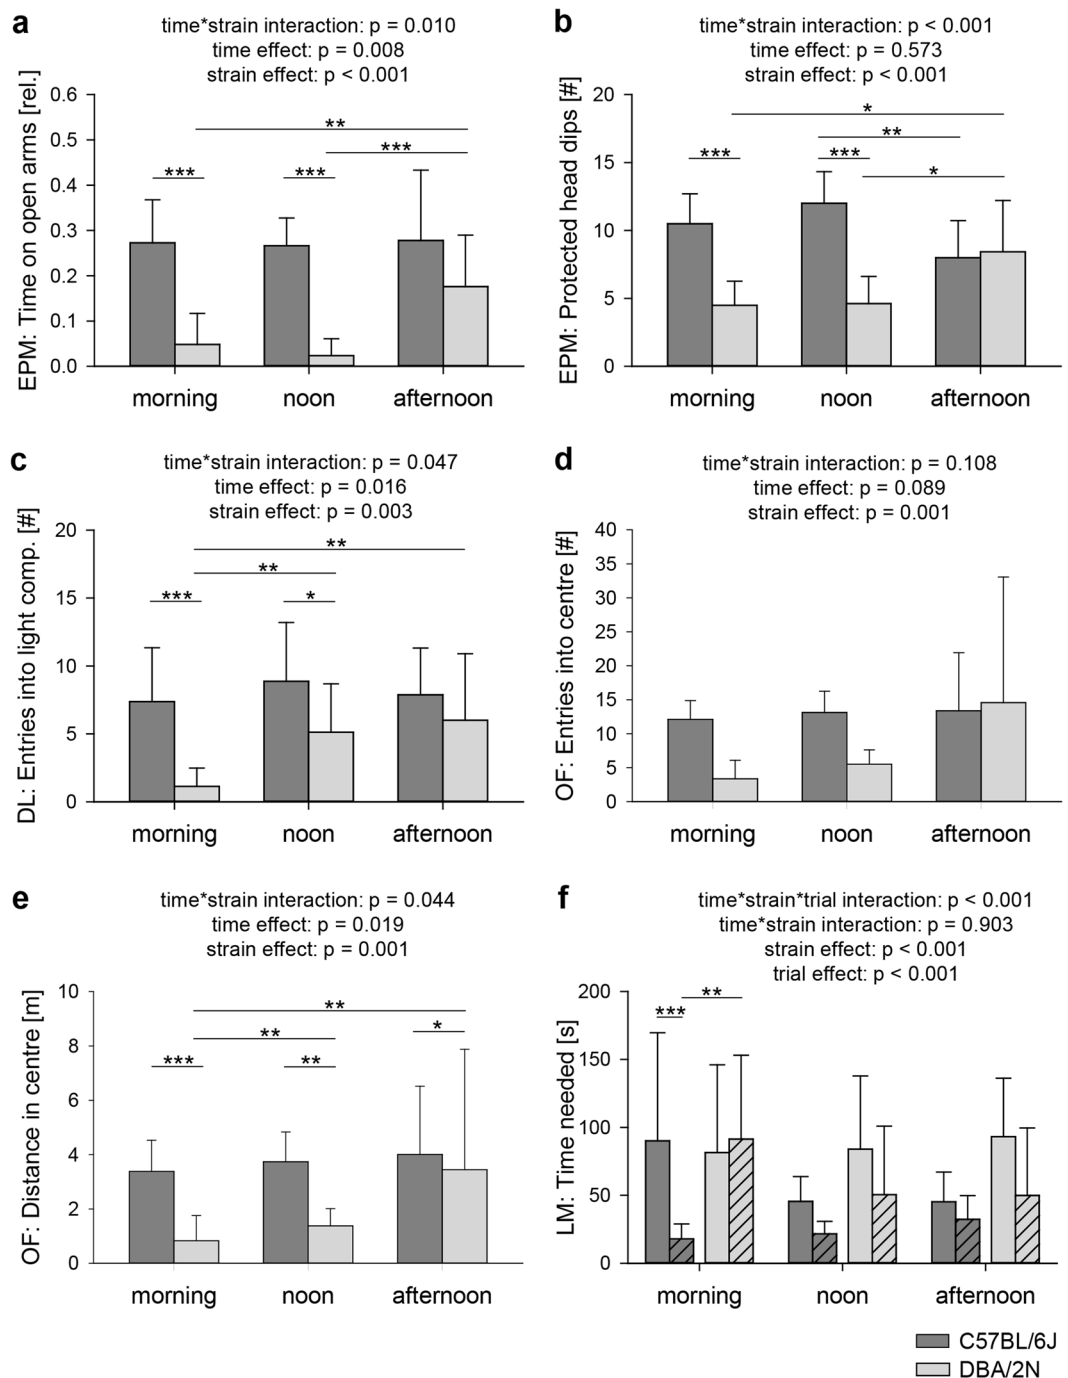 a
time*strain interaction: p = 0.010
time effect: p = 0.008
strain effect: p < 0.001
EPM: Time on open arms [rel.]
0.6
0.5
0.4
0.3
0.2
0.1
0.0
**
***
*** ***
morning noon afternoon
b
time*strain interaction: p < 0.001
time effect: p = 0.573
strain effect: p < 0.001
EPM: Protected head dips [#]
20
15
10
5
0
*
**
*** ***
*
morning noon afternoon
c
time*strain interaction: p = 0.047
time effect: p = 0.016
strain effect: p = 0.003
DL: Entries into light comp. [#]
20
15
10
5
0
**
**
*** *
morning noon afternoon
d
time*strain interaction: p = 0.108
time effect: p = 0.089
strain effect: p = 0.001
OF: Entries into centre [#]
40
35
30
25
20
15
10
5
0
morning noon afternoon
e
time*strain interaction: p = 0.044
time effect: p = 0.019
strain effect: p = 0.001
OF: Distance in centre [m]
10
8
6
4
2
0
**
*
**
*** **
morning noon afternoon
f
time*strain*trial interaction: p < 0.001
time*strain interaction: p = 0.903
strain effect: p < 0.001
trial effect: p < 0.001
LM: Time needed [s]
200
150
100
50
0
**
***
morning noon afternoon
C57BL/6J
DBA/2N